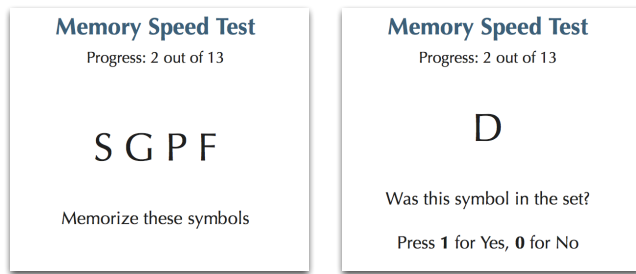 Memory Speed Test
Progress: 2 out of 13
S G P F
Memorize these symbols
Memory Speed Test
Progress: 2 out of 13
D
Was this symbol in the set?
Press 1 for Yes, 0 for No